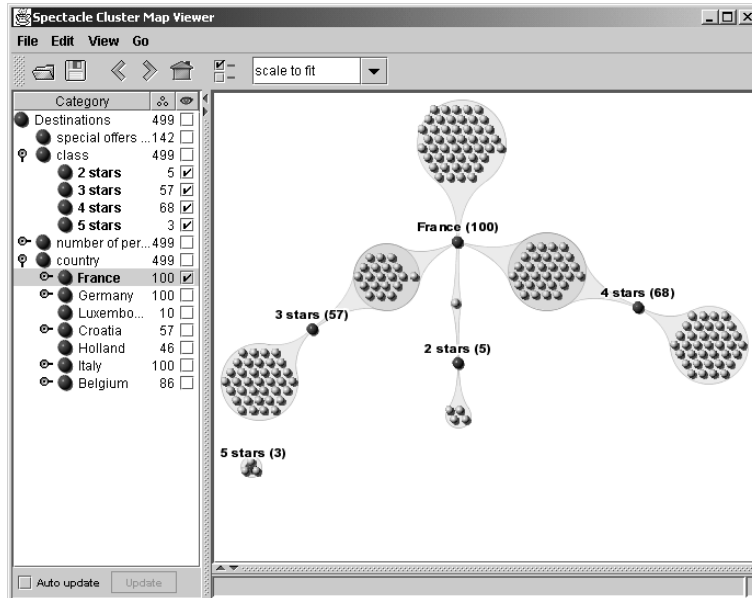 Spectacle Cluster Map Viewer
File Edit View Go
scale to fit
Category
Destinations 499
special offers ... 142
class 499
2 stars 5
3 stars 57
4 stars 68
5 stars 3
number of per... 499
country 499
France 100
Germany 100
Luxembo... 10
Croatia 57
Holland 46
Italy 100
Belgium 86
France (100)
3 stars (57)
4 stars (68)
2 stars (5)
5 stars (3)
Auto update Update